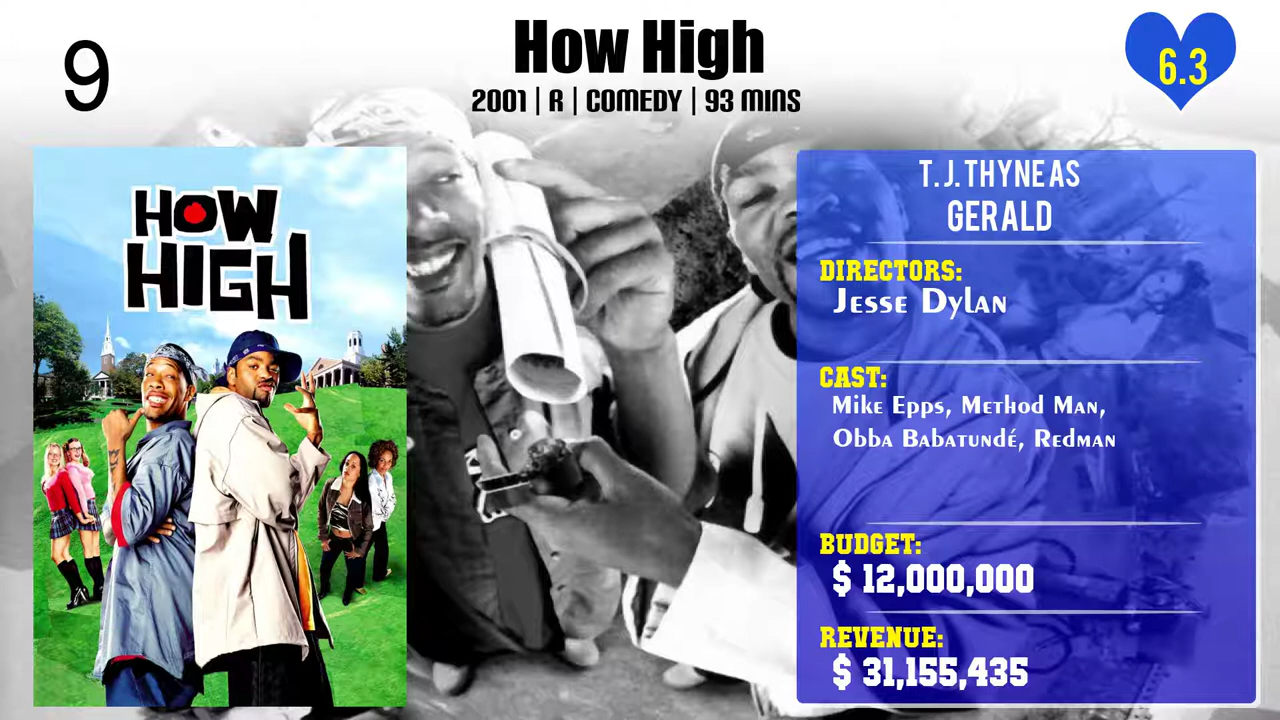 9
How High
2001 | R | COMEDY | 93 MINS
6.3
HOW
HIGH
T.J. THYNE AS
GERALD
DIRECTORS:
Jesse Dylan
CAST:
Mike Epps, Method Man,
Obba Babatundé, Redman
BUDGET:
$ 12,000,000
REVENUE:
$ 31,155,435